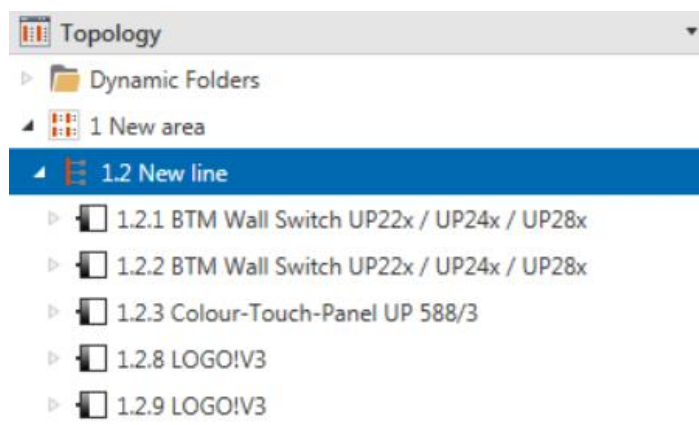 Topology
Dynamic Folders
1 New area
1.2 New line
1.2.1 BTM Wall Switch UP22x / UP24x / UP28x
1.2.2 BTM Wall Switch UP22x / UP24x / UP28x
1.2.3 Colour-Touch-Panel UP 588/3
1.2.8 LOGO!V3
1.2.9 LOGO!V3